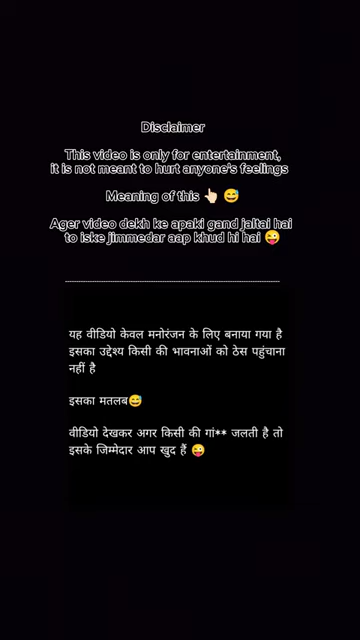 Disclaimer
This video is only for entertainment,
it is not meant to hurt anyone's feelings
Meaning of this 👆🏻 😅
Ager video dekh ke apaki gand jaltai hai
to iske jimmedar aap khud hi hai 😜
यह वीडियो केवल मनोरंजन के लिए बनाया गया है
इसका उद्देश्य किसी की भावनाओं को ठेस पहुंचाना
नहीं है
इसका मतलब😅
वीडियो देखकर अगर किसी की गां** जलती है तो
इसके जिम्मेदार आप खुद हैं 😜